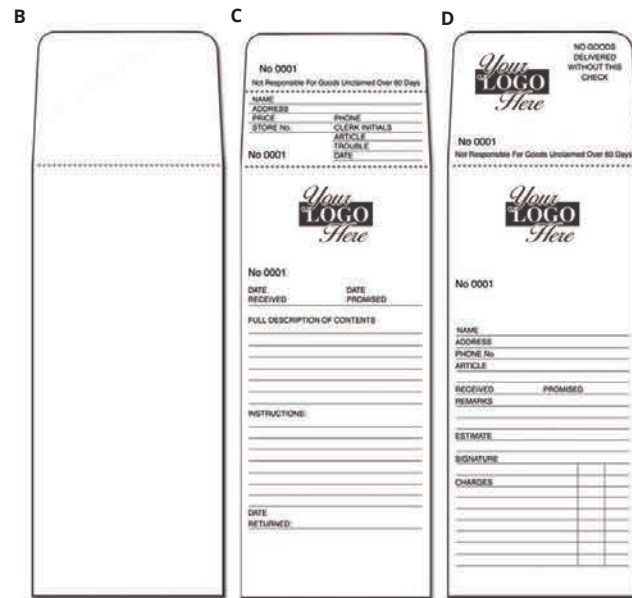 B
C
D
No 0001
Not Responsible For Goods Unclaimed Over 60 Days
NAME
ADDRESS
PRICE PHONE
STORE No. CLERK INITIALS
ARTICLE
TROUBLE
No 0001 DATE
Your
LOGO
Here
No 0001
DATE DATE
RECEIVED PROMISED
FULL DESCRIPTION OF CONTENTS
INSTRUCTIONS:
DATE
RETURNED:
Your
LOGO
Here
NO GOODS
DELIVERED
WITHOUT THIS
CHECK
No 0001
Not Responsible For Goods Unclaimed Over 60 Days
Your
LOGO
Here
No 0001
NAME
ADDRESS
PHONE No
ARTICLE
RECEIVED PROMISED
REMARKS
ESTIMATE
SIGNATURE
CHARGES